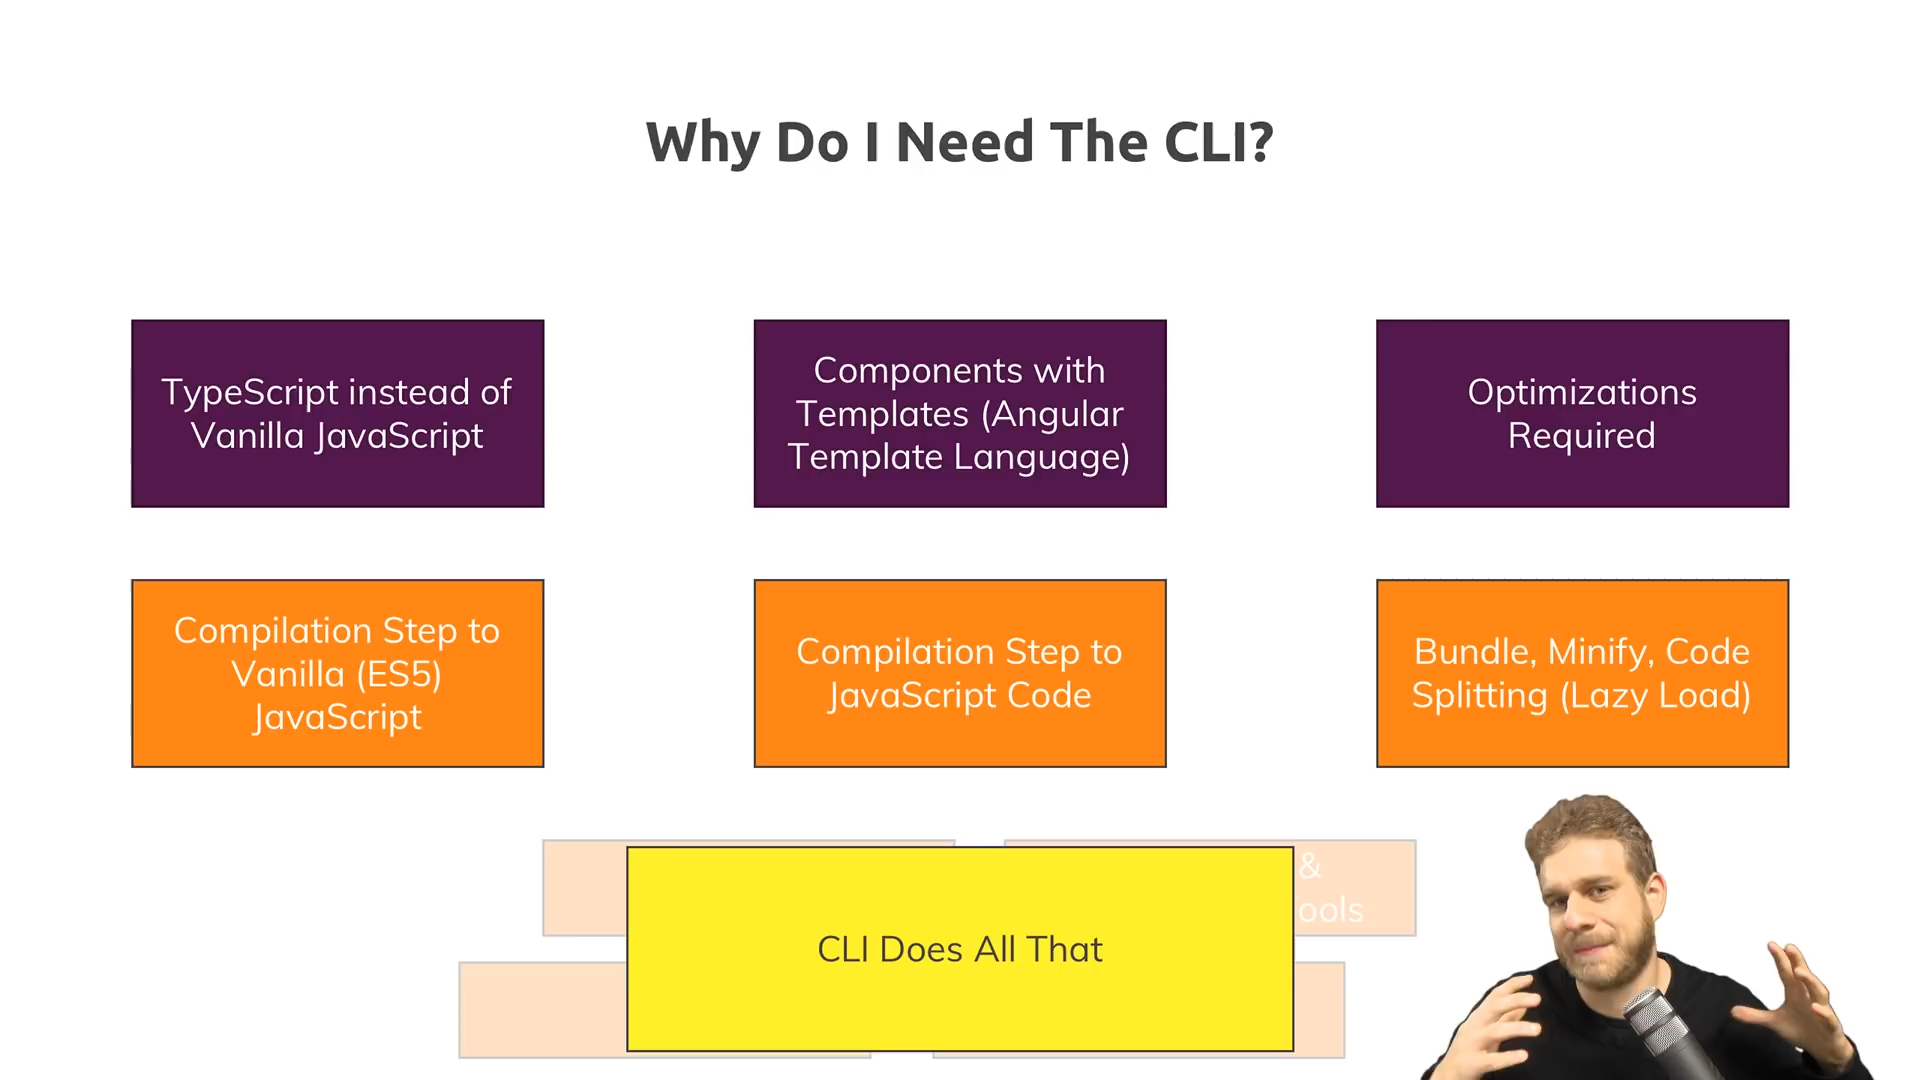 Why Do I Need The CLI?
TypeScript instead of
Vanilla JavaScript
Components with
Templates (Angular
Template Language)
Optimizations
Required
Compilation Step to
Vanilla (ES5)
JavaScript
Compilation Step to
JavaScript Code
Bundle, Minify, Code
Splitting (Lazy Load)
&
CLI Does All That